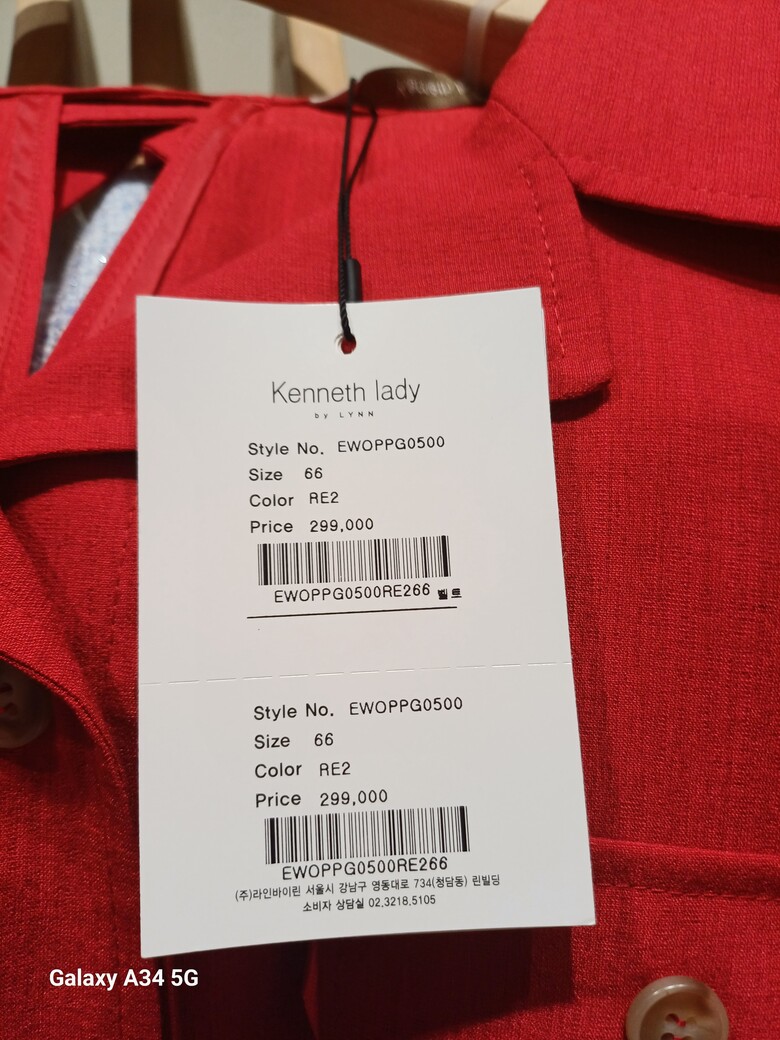 Kenneth lady
by LYNN
Style No. EWOPPG0500
Size 66
Color RE2
Price 299,000
EWOPPG0500RE266 벨트
Style No. EWOPPG0500
Size 66
Color RE2
Price 299,000
EWOPPG0500RE266
(주)라인바이린 서울시 강남구 영동대로 734(청담동) 린빌딩
소비자 상담실 02.3218.5105
Galaxy A34 5G